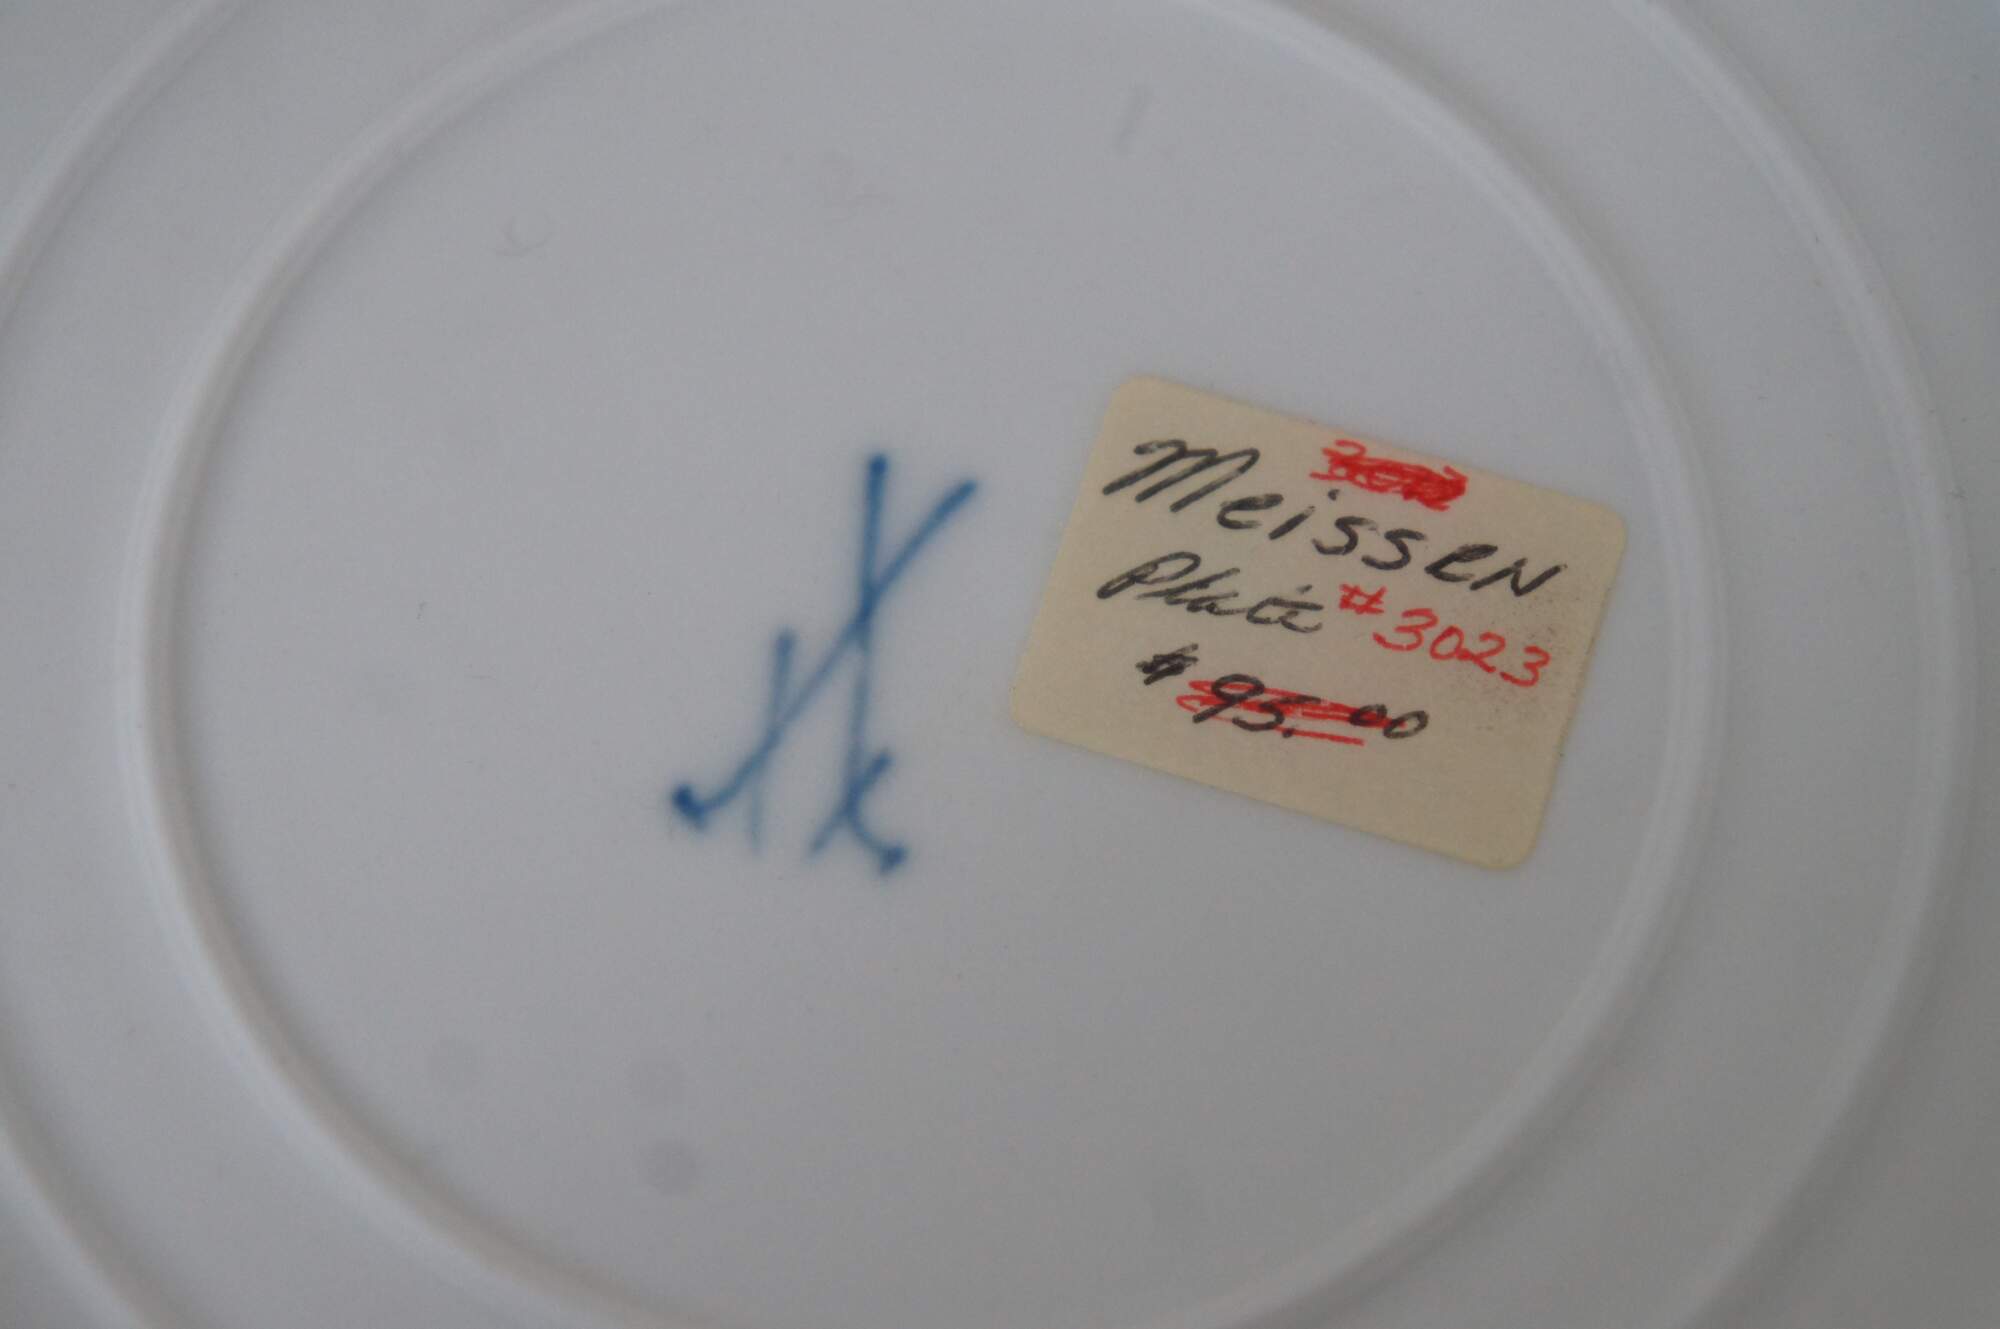 Meissen
Plate #3023
$95.00